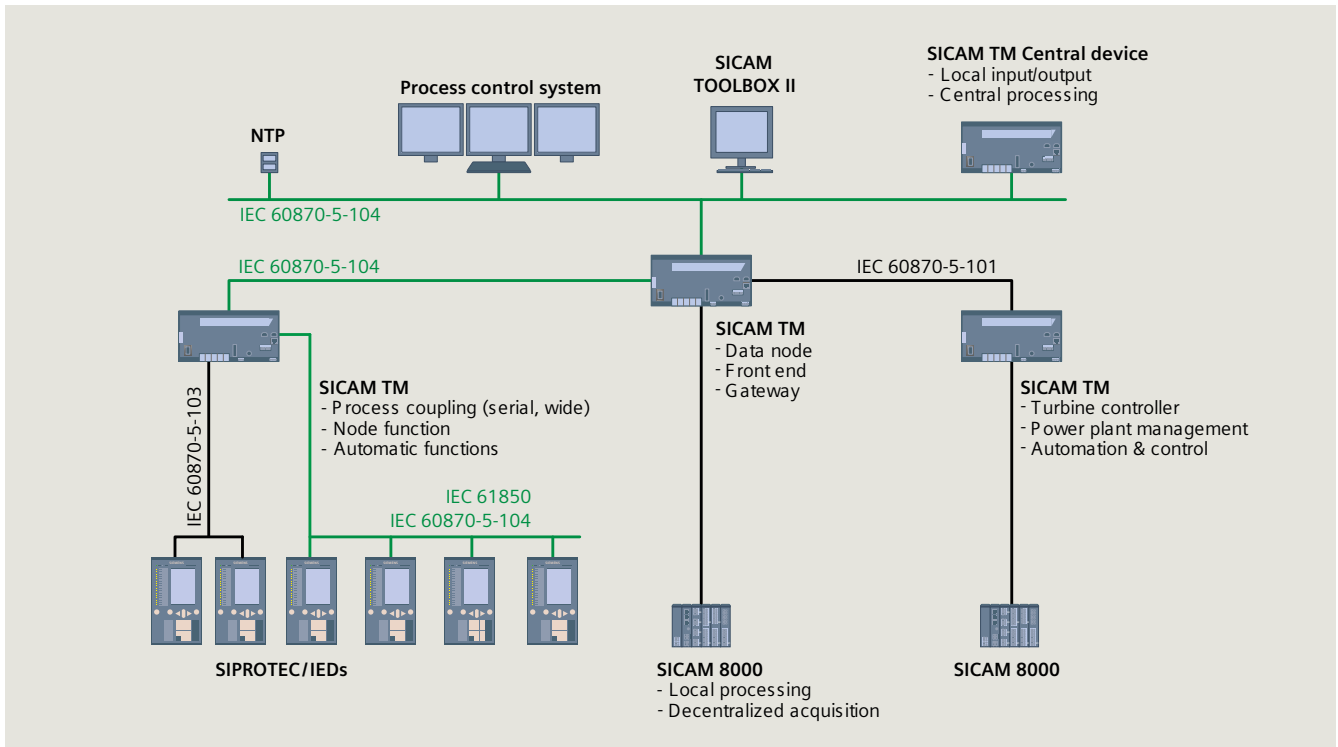 SICAM TM Central device
- Local input/output
- Central processing
SICAM
TOOLBOX II
Process control system
NTP
IEC 60870-5-104
IEC 60870-5-104
IEC 60870-5-101
SICAM TM
- Data node
- Front end
- Gateway
SICAM TM
- Process coupling (serial, wide)
- Node function
- Automatic functions
SICAM TM
- Turbine controller
- Power plant management
- Automation & control
IEC 60870-5-103
IEC 61850
IEC 60870-5-104
SIPROTEC/IEDs
SICAM 8000
- Local processing
- Decentralized acquisition
SICAM 8000